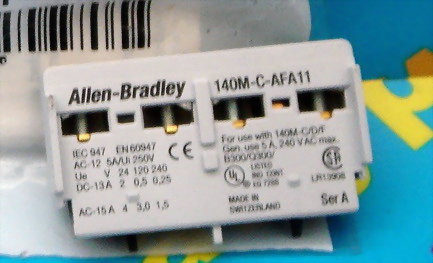 Allen-Bradley
140M-C-AFA11
IEC 947 EN 60947
AC-12 5A/Ui 250V
Ue V 24 120 240
DC-13 A 2 0,5 0,25
AC-15 A 4 3,0 1,5
CE
For use with 140M-C/D/F
Gen. use 5 A, 240 V AC max.
B300/Q300/
UL
LISTED
IND CONT
EQ
MADE IN
SWITZERLAND
Ser A